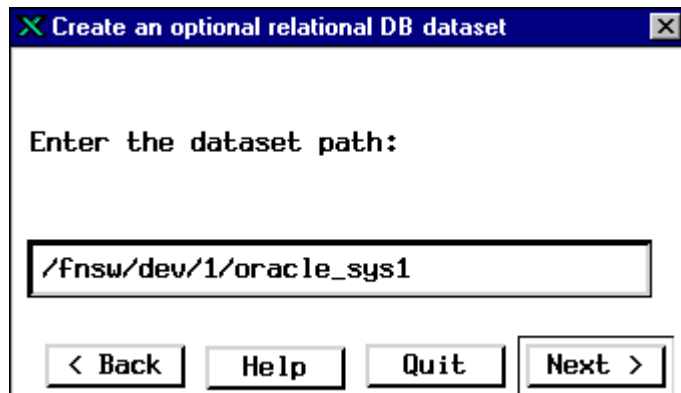 Create an optional relational DB dataset
Enter the dataset path:
/fnsw/dev/1/oracle_sys1
< Back Help Quit Next >